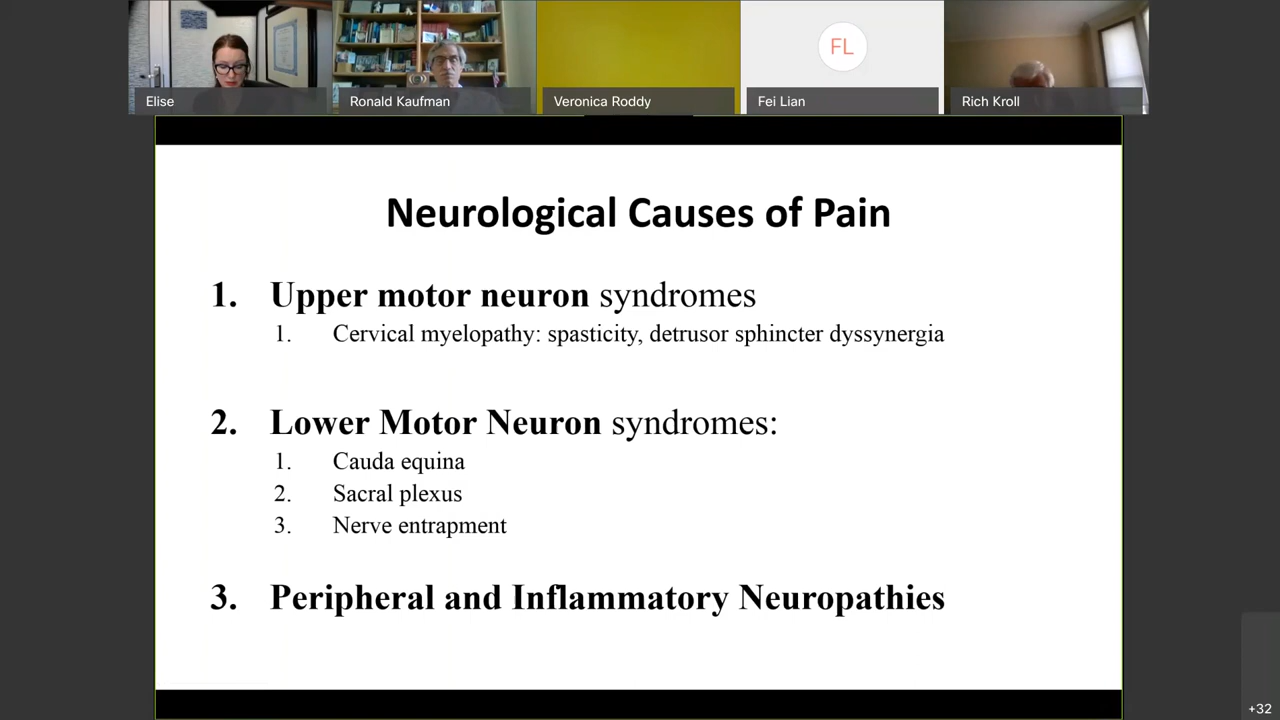 Elise
Ronald Kaufman
Veronica Roddy
FL
Fei Lian
Rich Kroll
Neurological Causes of Pain
1. Upper motor neuron syndromes
1. Cervical myelopathy: spasticity, detrusor sphincter dyssynergia
2. Lower Motor Neuron syndromes:
1. Cauda equina
2. Sacral plexus
3. Nerve entrapment
3. Peripheral and Inflammatory Neuropathies
+32